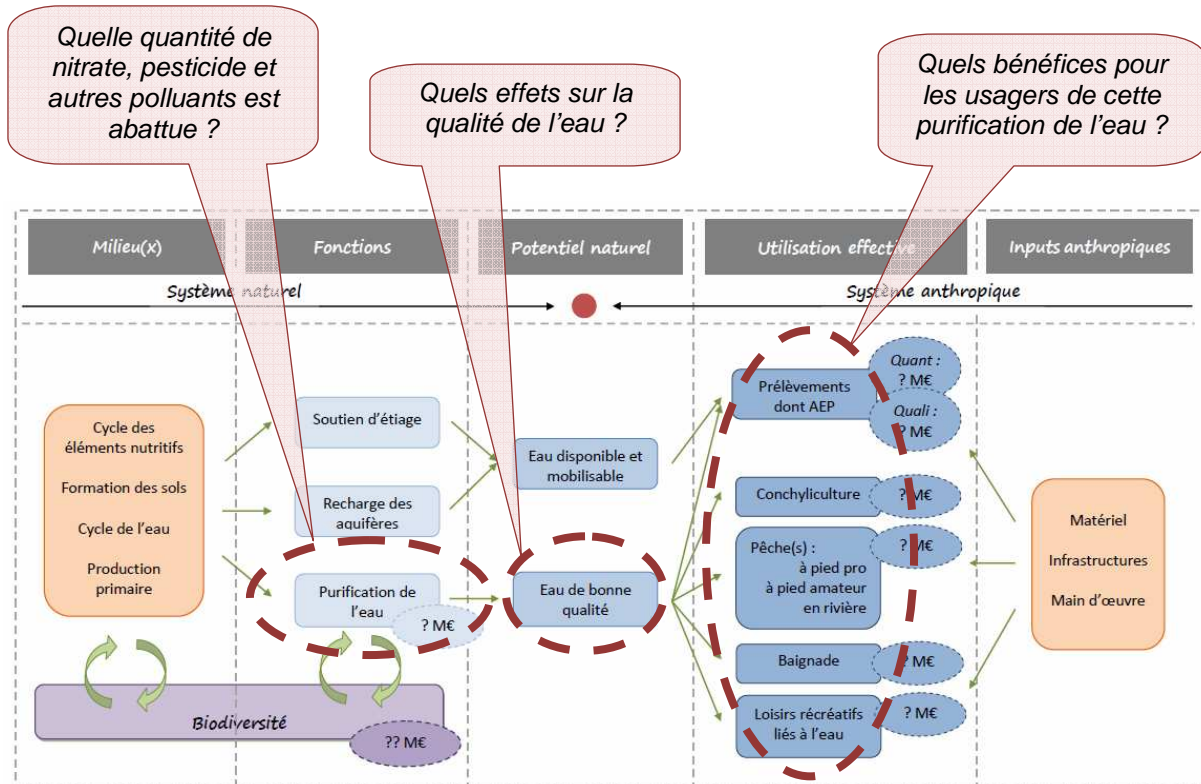 Quelle quantité de
nitrate, pesticide et
autres polluants est
abattue ?
Quels effets sur la
qualité de l'eau ?
Quels bénéfices pour
les usagers de cette
purification de l'eau ?
Milieu(x)
Fonctions
Potentiel naturel
Utilisation effective
Inputs anthropiques
Système naturel
Système anthropique
Cycle des
éléments nutritifs
Formation des sols
Cycle de l'eau
Production
primaire
Soutien d'étiage
Recharge des
aquifères
Purification de
l'eau
? M€
Eau disponible et
mobilisable
Eau de bonne
qualité
Prélèvements
dont AEP
Quant :
? M€
Quali :
? M€
Conchyliculture
? M€
Pêche(s) :
à pied pro
à pied amateur
en rivière
? M€
Baignade
? M€
Loisirs récréatifs
liés à l'eau
? M€
Matériel
Infrastructures
Main d'œuvre
Biodiversité
?? M€